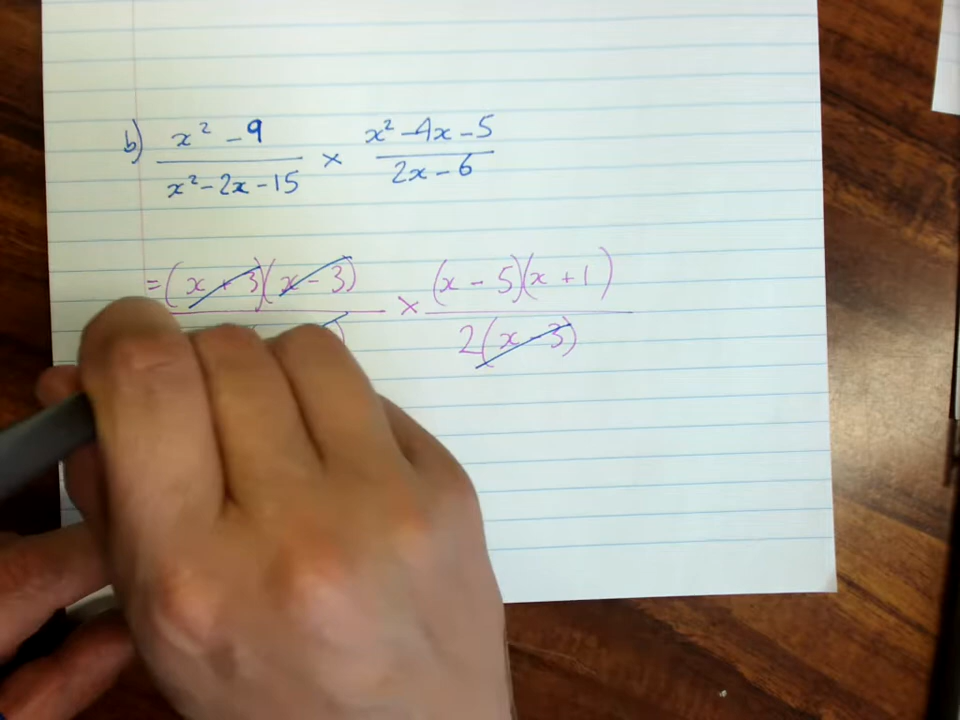 b) x² - 9 / x² - 2x - 15 × x² - 4x - 5 / 2x - 6
= (x + 3)(x - 3) / × (x - 5)(x + 1) / 2(x - 3)